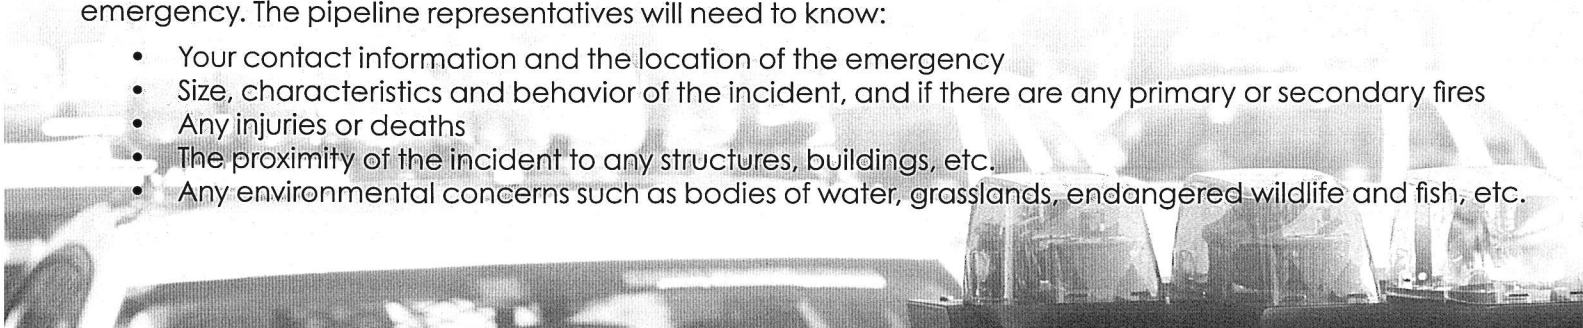 emergency. The pipeline representatives will need to know:
• Your contact information and the location of the emergency
• Size, characteristics and behavior of the incident, and if there are any primary or secondary fires
• Any injuries or deaths
• The proximity of the incident to any structures, buildings, etc.
• Any environmental concerns such as bodies of water, grasslands, endangered wildlife and fish, etc.